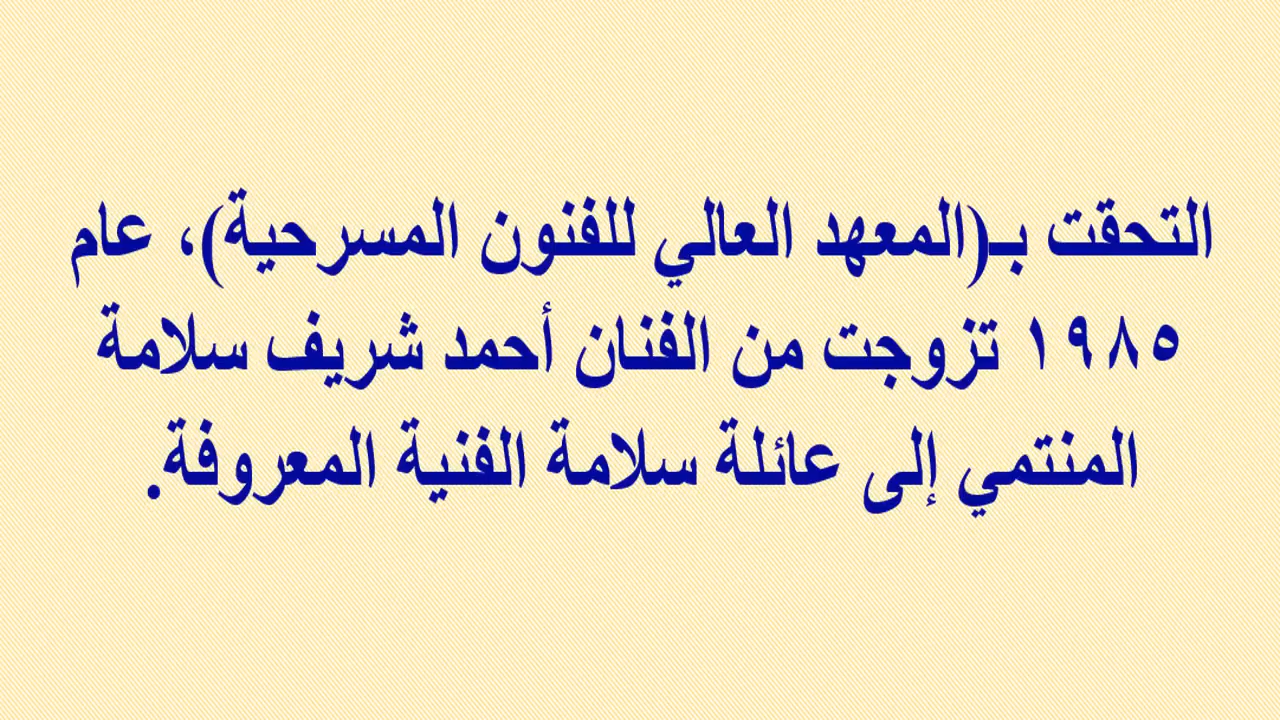 التحقت بـ(المعهد العالي للفنون المسرحية)، عام
١٩٨٥ تزوجت من الفنان أحمد شريف سلامة
المنتمي إلى عائلة سلامة الفنية المعروفة.